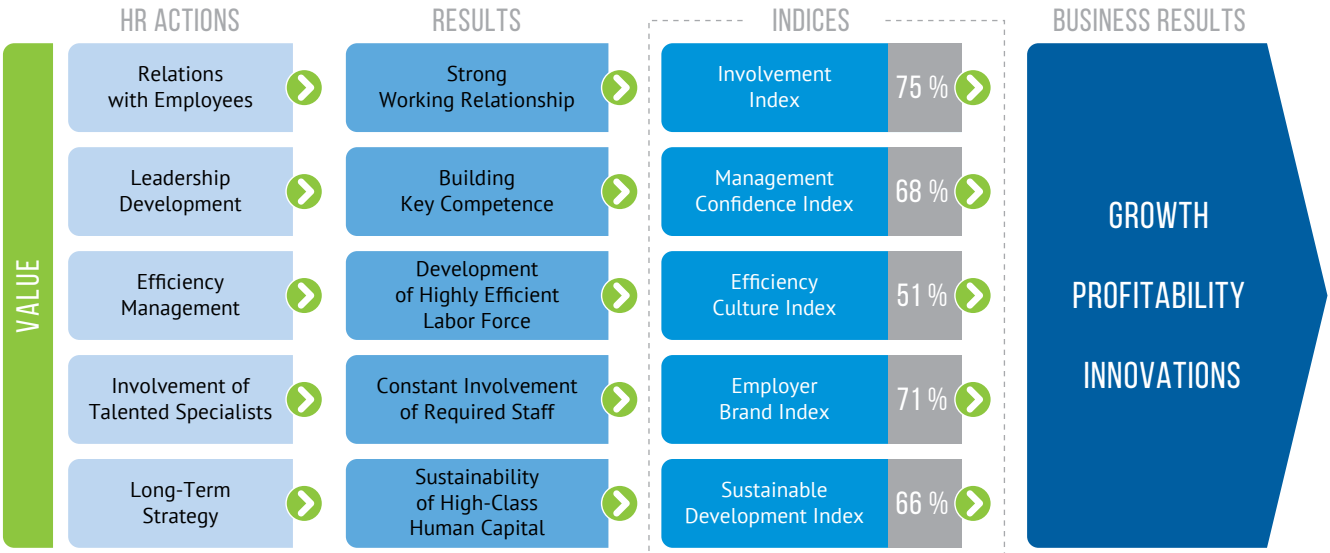 HR ACTIONS
RESULTS
INDICES
BUSINESS RESULTS
VALUE
Relations
with Employees
Strong
Working Relationship
Involvement
Index
75 %
Leadership
Development
Building
Key Competence
Management
Confidence Index
68 %
Efficiency
Management
Development
of Highly Efficient
Labor Force
Efficiency
Culture Index
51 %
Involvement of
Talented Specialists
Constant Involvement
of Required Staff
Employer
Brand Index
71 %
Long-Term
Strategy
Sustainability
of High-Class
Human Capital
Sustainable
Development Index
66 %
GROWTH
PROFITABILITY
INNOVATIONS